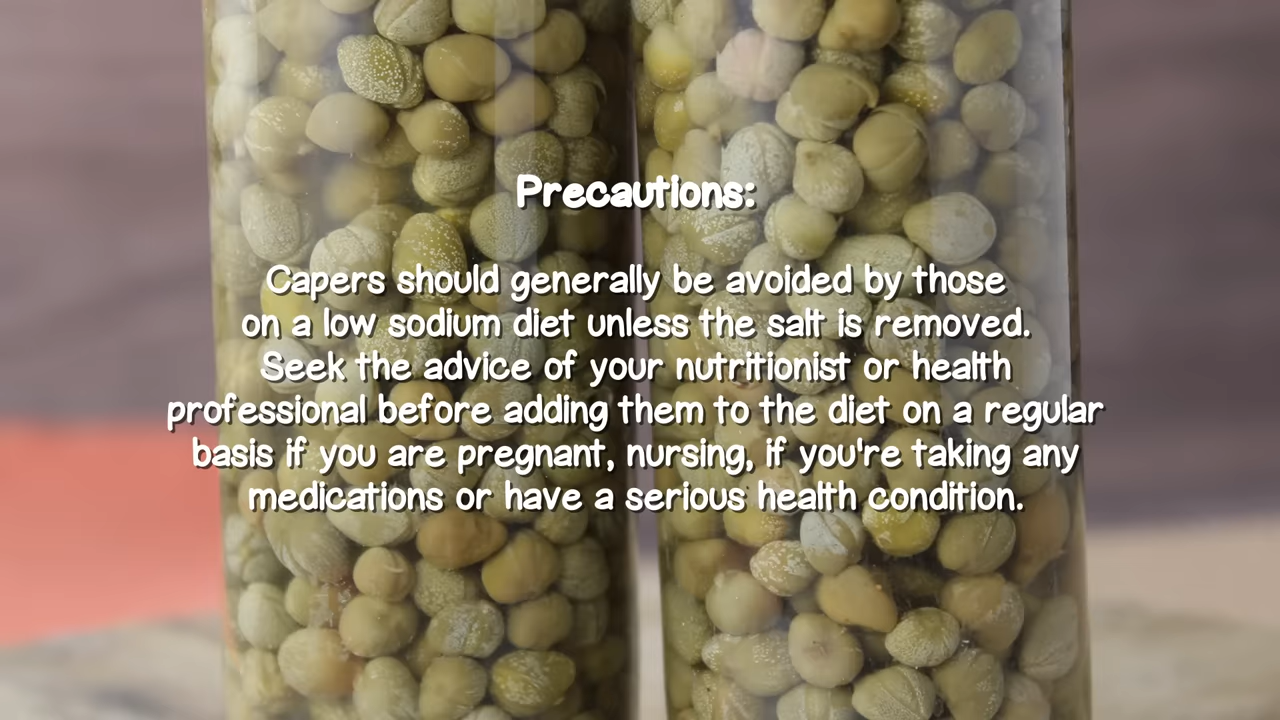 Precautions:
Capers should generally be avoided by those
on a low sodium diet unless the salt is removed.
Seek the advice of your nutritionist or health
professional before adding them to the diet on a regular
basis if you are pregnant, nursing, if you're taking any
medications or have a serious health condition.